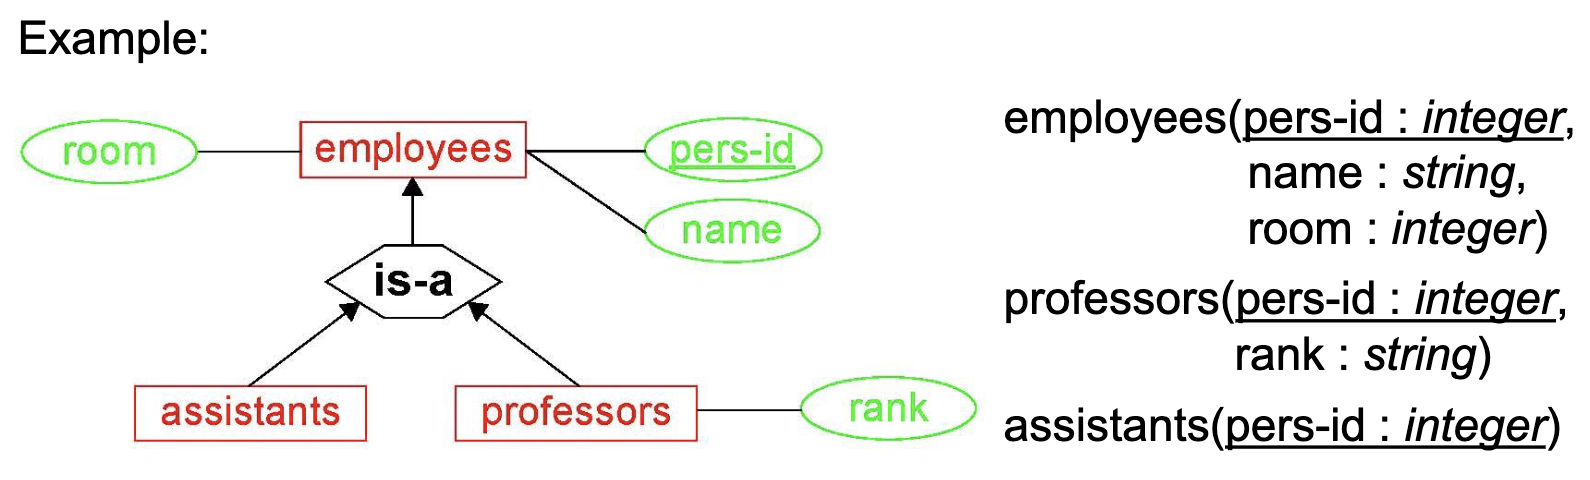 Example:
room
employees
pers-id
name
is-a
assistants
professors
rank
employees(pers-id : integer,
name : string,
room : integer)
professors(pers-id : integer,
rank : string)
assistants(pers-id : integer)